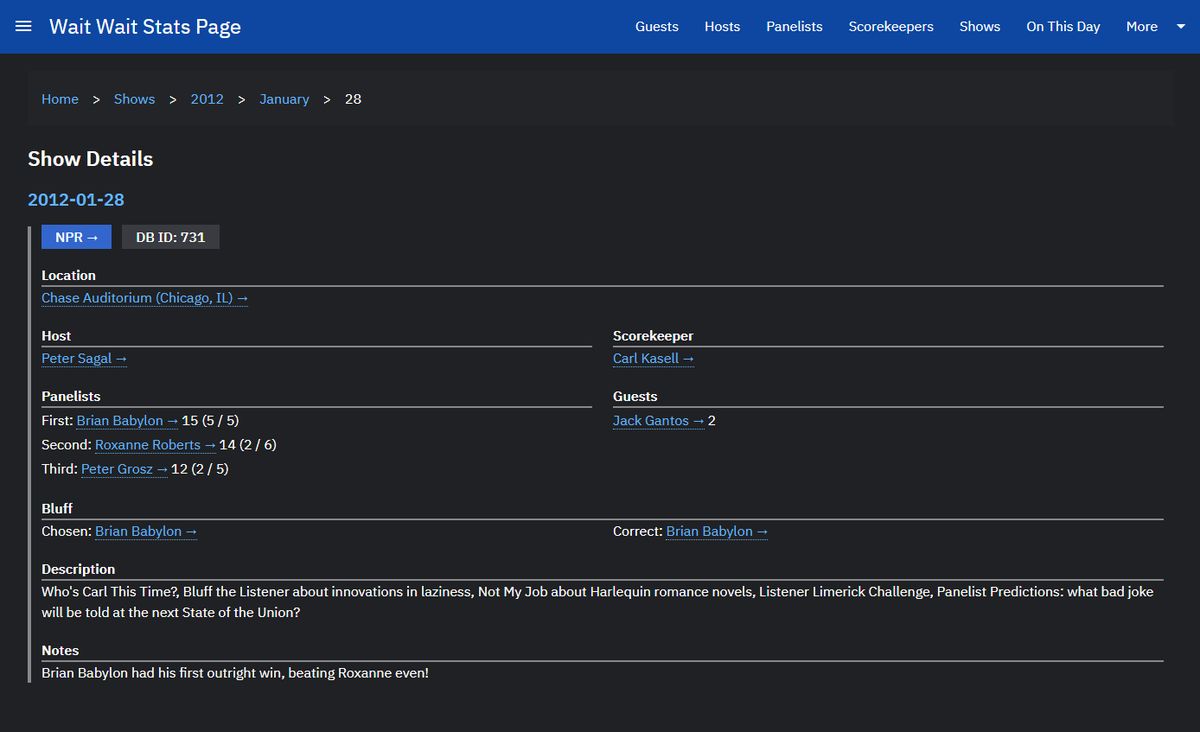 Wait Wait Stats Page
Guests Hosts Panelists Scorekeepers Shows On This Day More
Home > Shows > 2012 > January > 28
Show Details
2012-01-28
NPR → DB ID: 731
Location
Chase Auditorium (Chicago, IL) →
Host
Peter Sagal →
Scorekeeper
Carl Kasell →
Panelists
First: Brian Babylon → 15 (5 / 5)
Second: Roxanne Roberts → 14 (2 / 6)
Third: Peter Grosz → 12 (2 / 5)
Guests
Jack Gantos → 2
Bluff
Chosen: Brian Babylon →
Correct: Brian Babylon →
Description
Who's Carl This Time?, Bluff the Listener about innovations in laziness, Not My Job about Harlequin romance novels, Listener Limerick Challenge, Panelist Predictions: what bad joke
will be told at the next State of the Union?
Notes
Brian Babylon had his first outright win, beating Roxanne even!